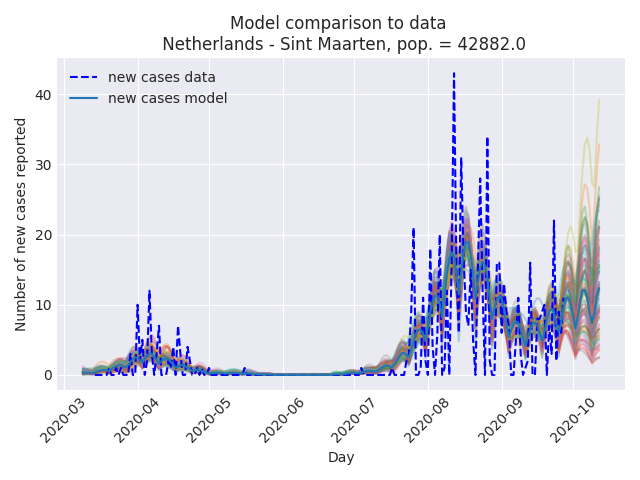 Model comparison to data
Netherlands - Sint Maarten, pop. = 42882.0
new cases data
new cases model
Number of new cases reported
40
30
20
10
0
2020-03
2020-04
2020-05
2020-06
2020-07
2020-08
2020-09
2020-10
Day